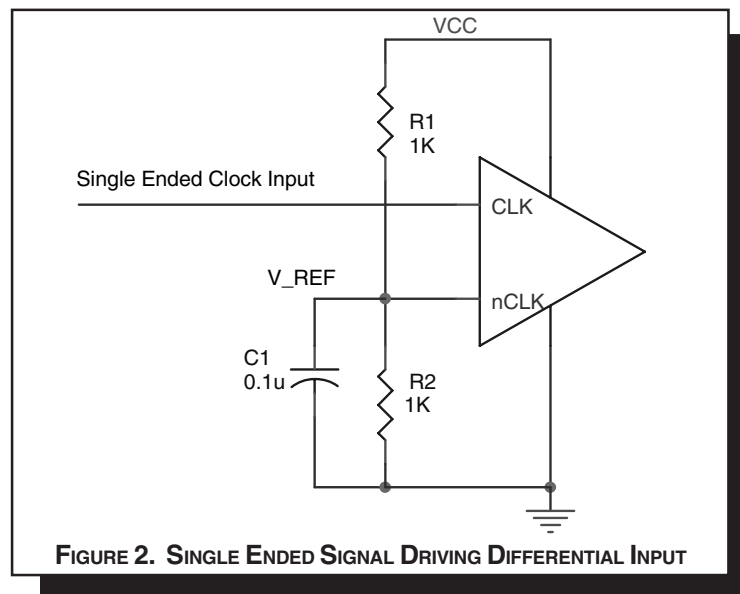 VCC
R1
1K
Single Ended Clock Input
CLK
V_REF
nCLK
C1
0.1u
R2
1K
FIGURE 2. SINGLE ENDED SIGNAL DRIVING DIFFERENTIAL INPUT